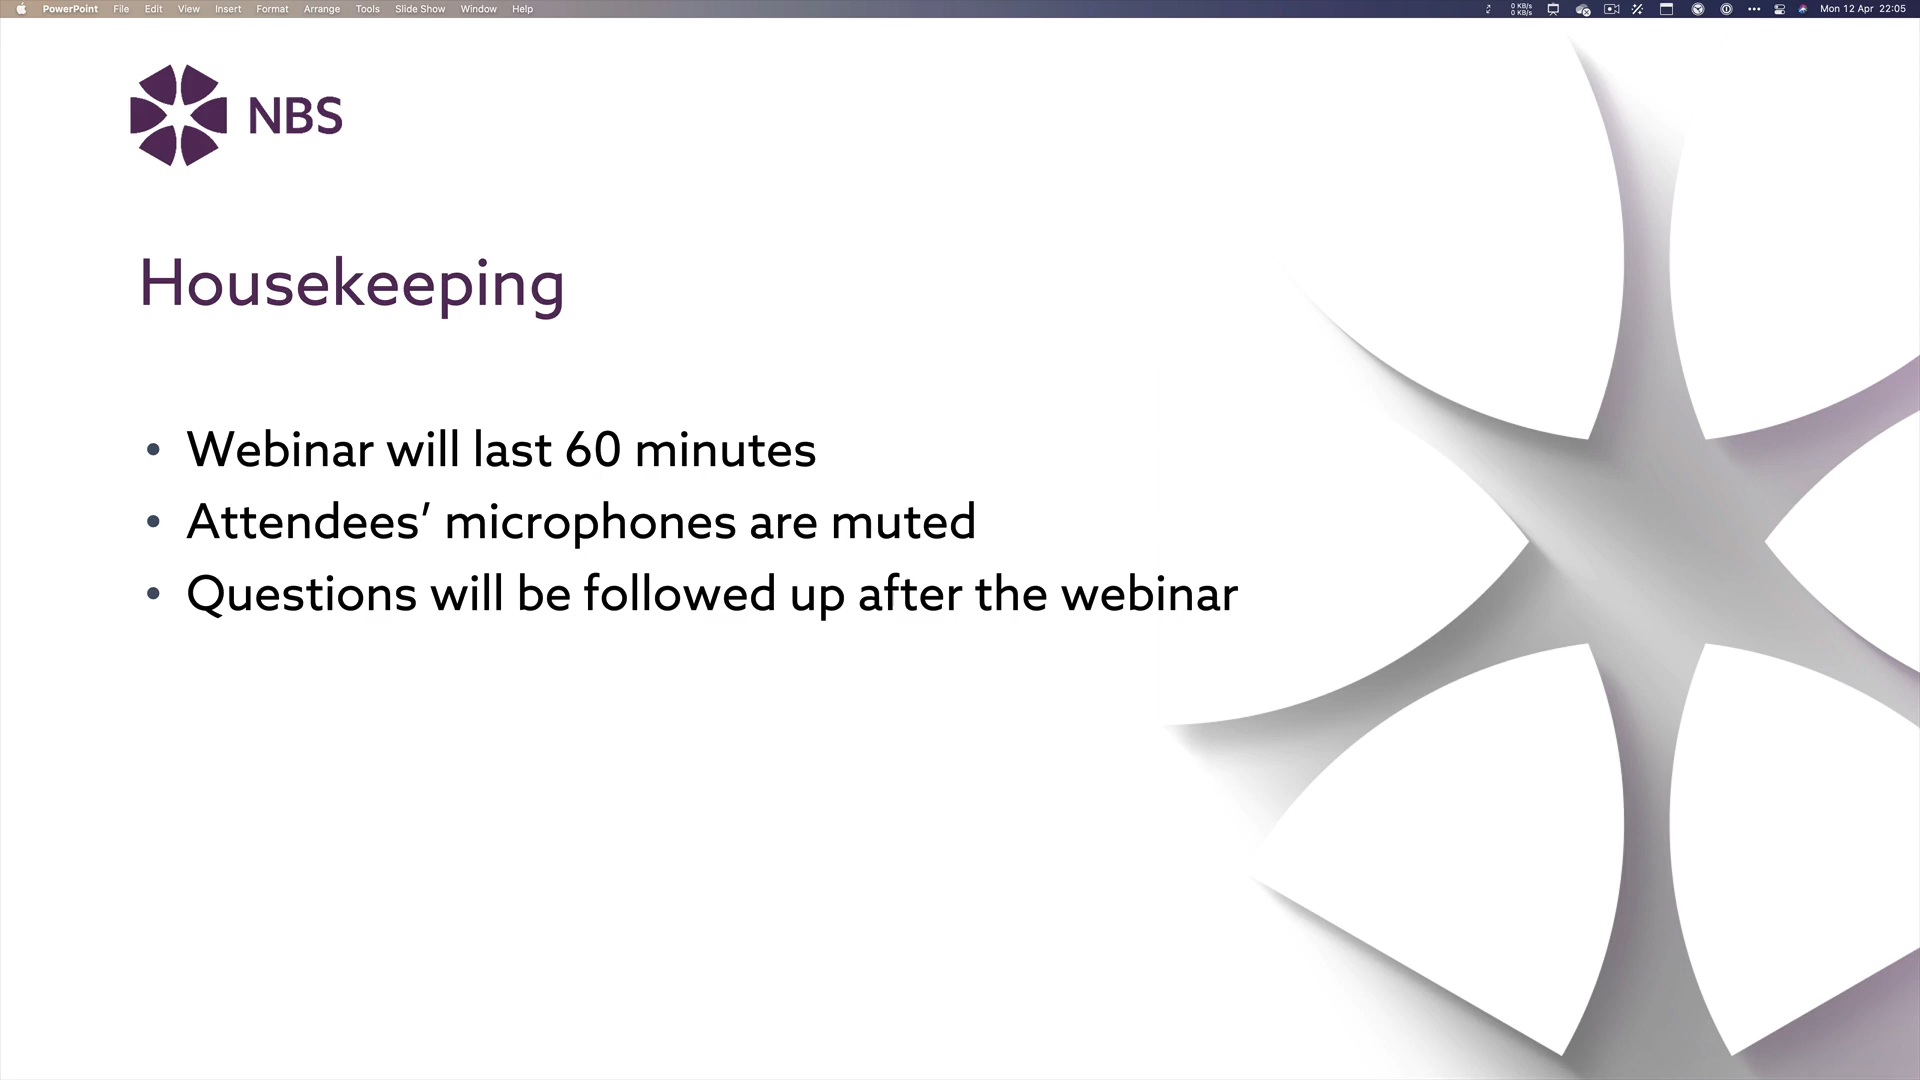 PowerPoint File Edit View Insert Format Arrange Tools Slide Show Window Help 0 KB/s 0 KB/s Mon 12 Apr 22:05
NBS
Housekeeping
• Webinar will last 60 minutes
• Attendees’ microphones are muted
• Questions will be followed up after the webinar